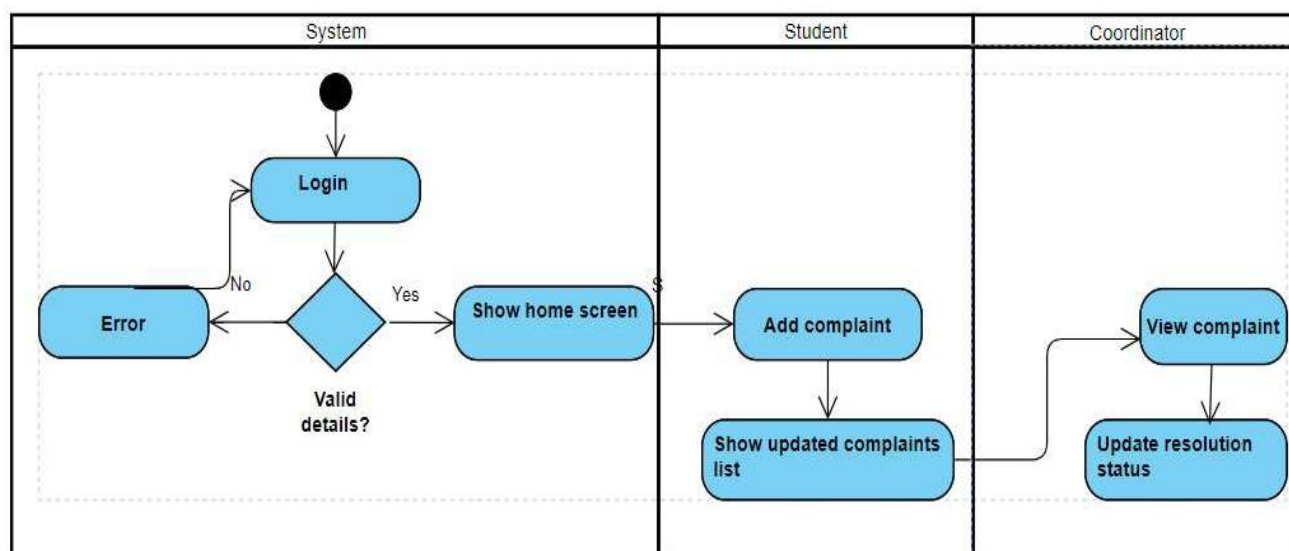 System
Student
Coordinator
Login
No
Yes
S
Error
Show home screen
Add complaint
View complaint
Valid
details?
Show updated complaints
list
Update resolution
status